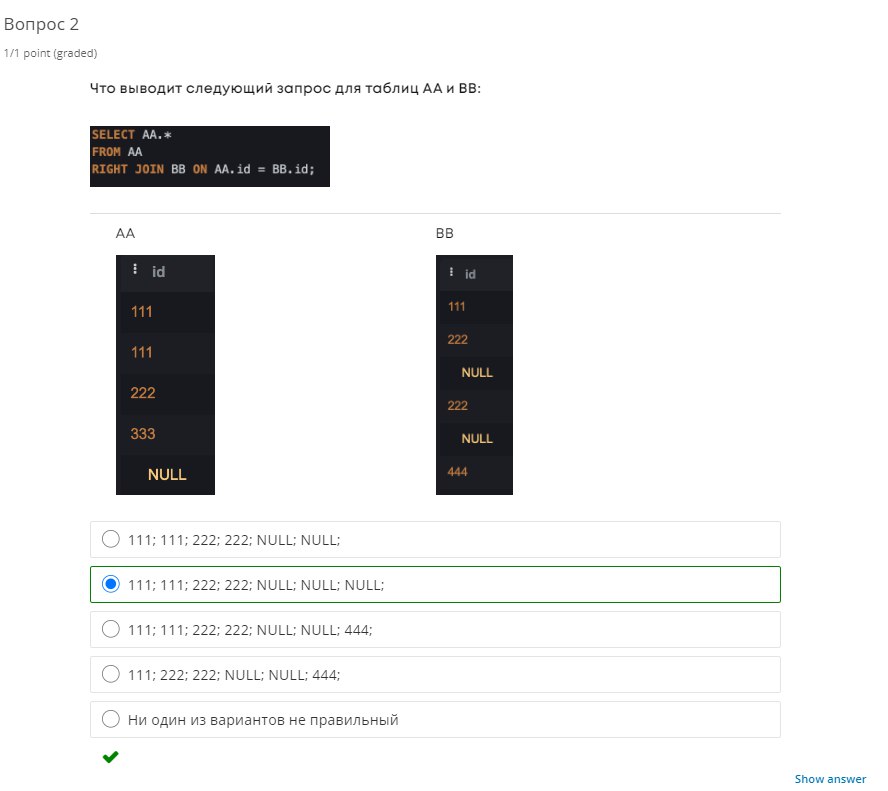 Вопрос 2
1/1 point (graded)
Что выводит следующий запрос для таблиц AA и BB:
SELECT AA.*
FROM AA
RIGHT JOIN BB ON AA.id = BB.id;
AA
id
111
111
222
333
NULL
BB
id
111
222
NULL
222
NULL
444
111; 111; 222; 222; NULL; NULL;
111; 111; 222; 222; NULL; NULL; NULL;
111; 111; 222; 222; NULL; NULL; 444;
111; 222; 222; NULL; NULL; 444;
Ни один из вариантов не правильный
Show answer